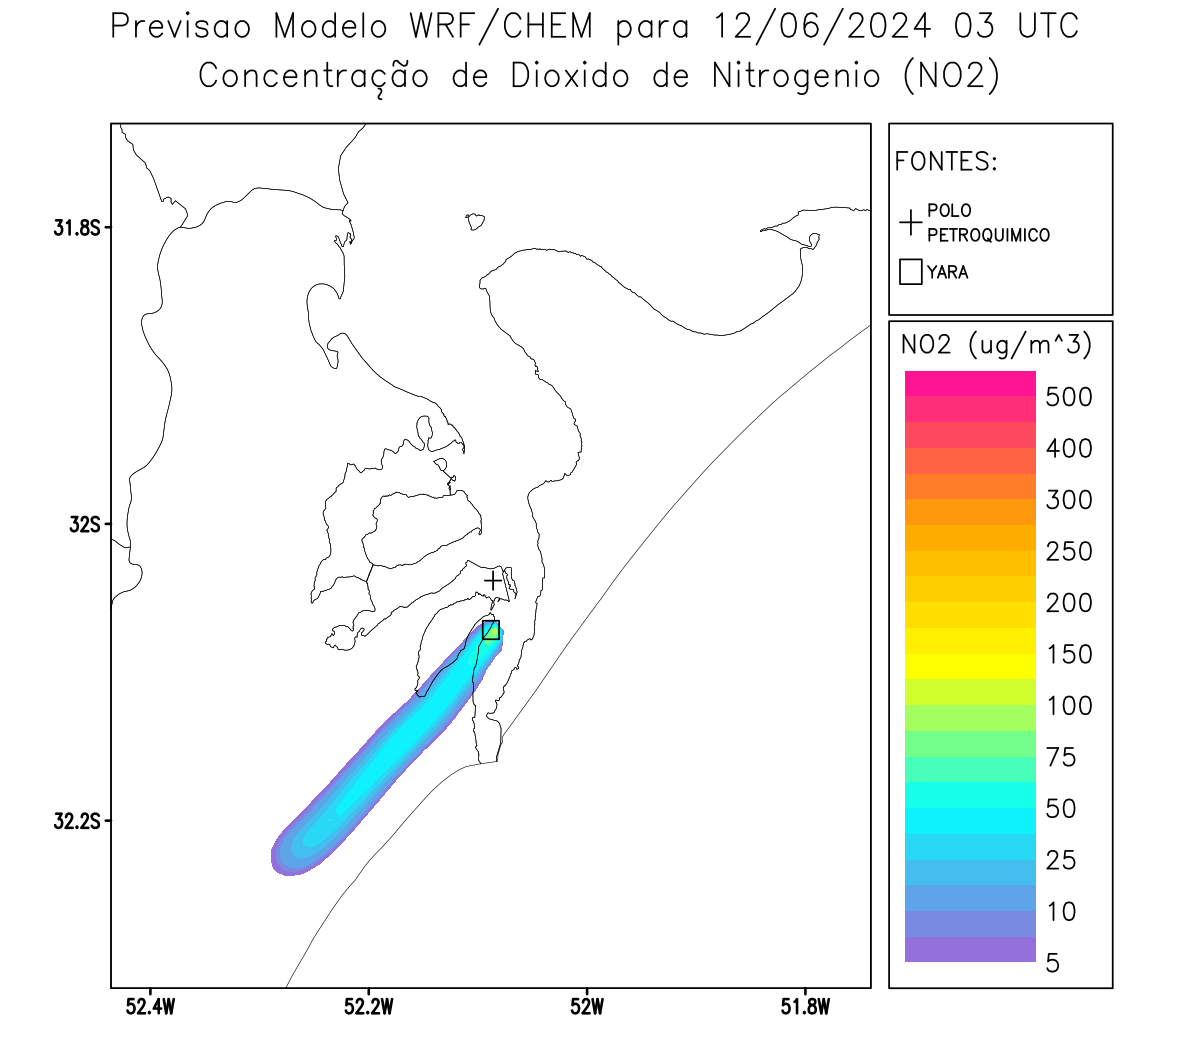 Previsao Modelo WRF/CHEM para 12/06/2024 03 UTC
Concentração de Dioxido de Nitrogenio (NO2)
FONTES:
POLO
PETROQUIMICO
YARA
NO2 (ug/m^3)
500
400
300
250
200
150
100
75
50
25
10
5
31.8S
32S
32.2S
52.4W
52.2W
52W
51.8W